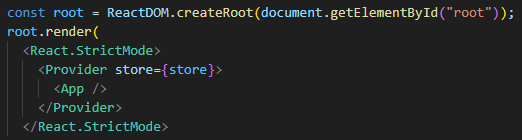 const root = ReactDOM.createRoot(document.getElementById("root"));
root.render(
  <React.StrictMode>
    <Provider store={store}>
      <App />
    </Provider>
  </React.StrictMode>